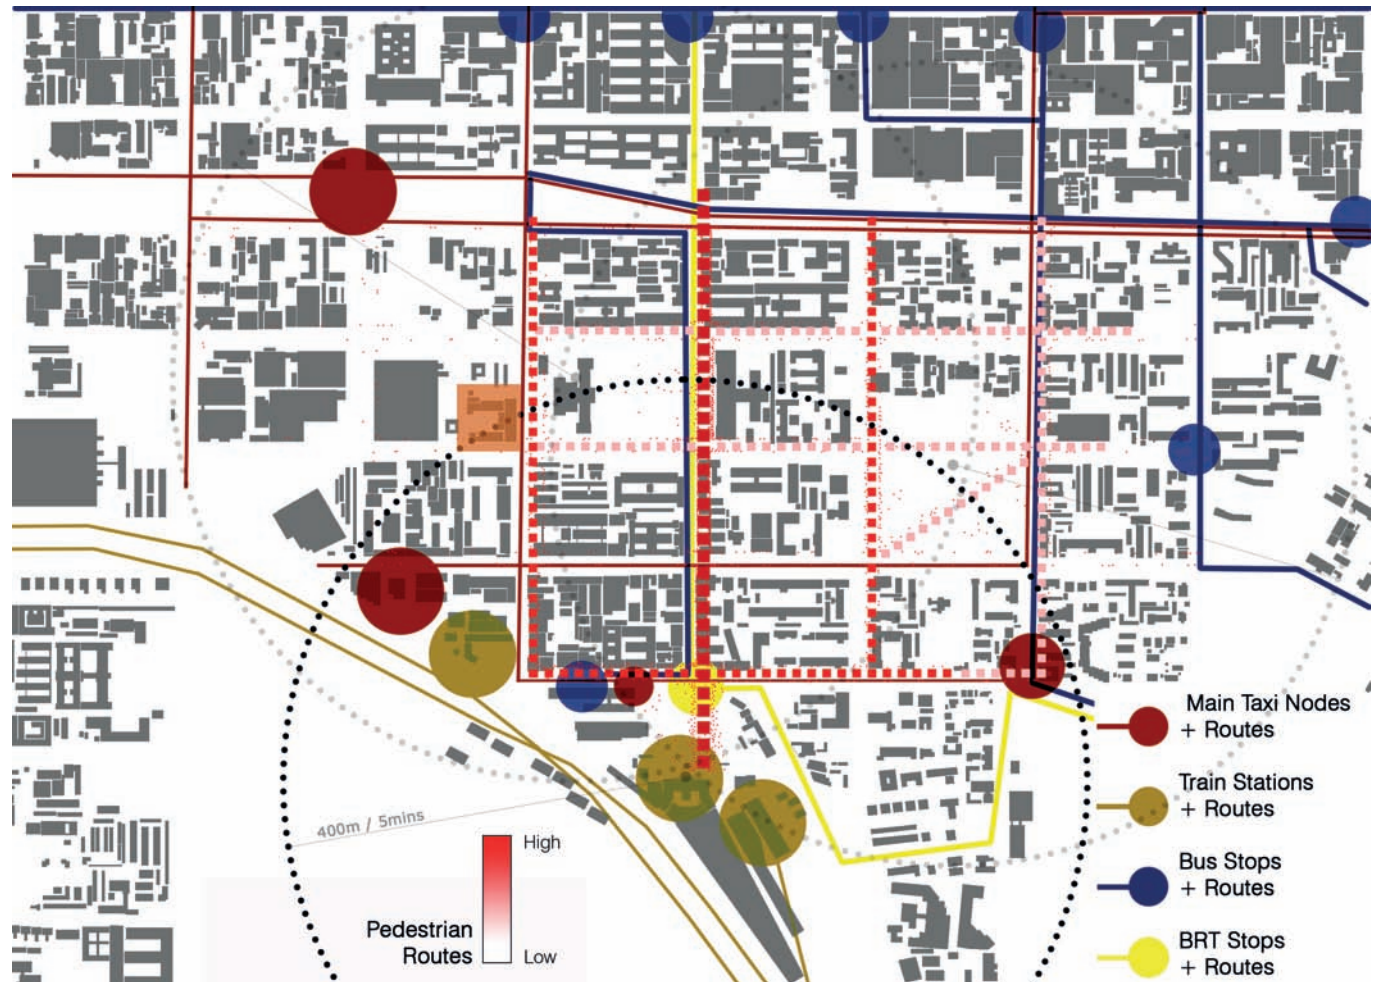 400m / 5mins
High
Pedestrian
Routes
Low
Main Taxi Nodes
+ Routes
Train Stations
+ Routes
Bus Stops
+ Routes
BRT Stops
+ Routes